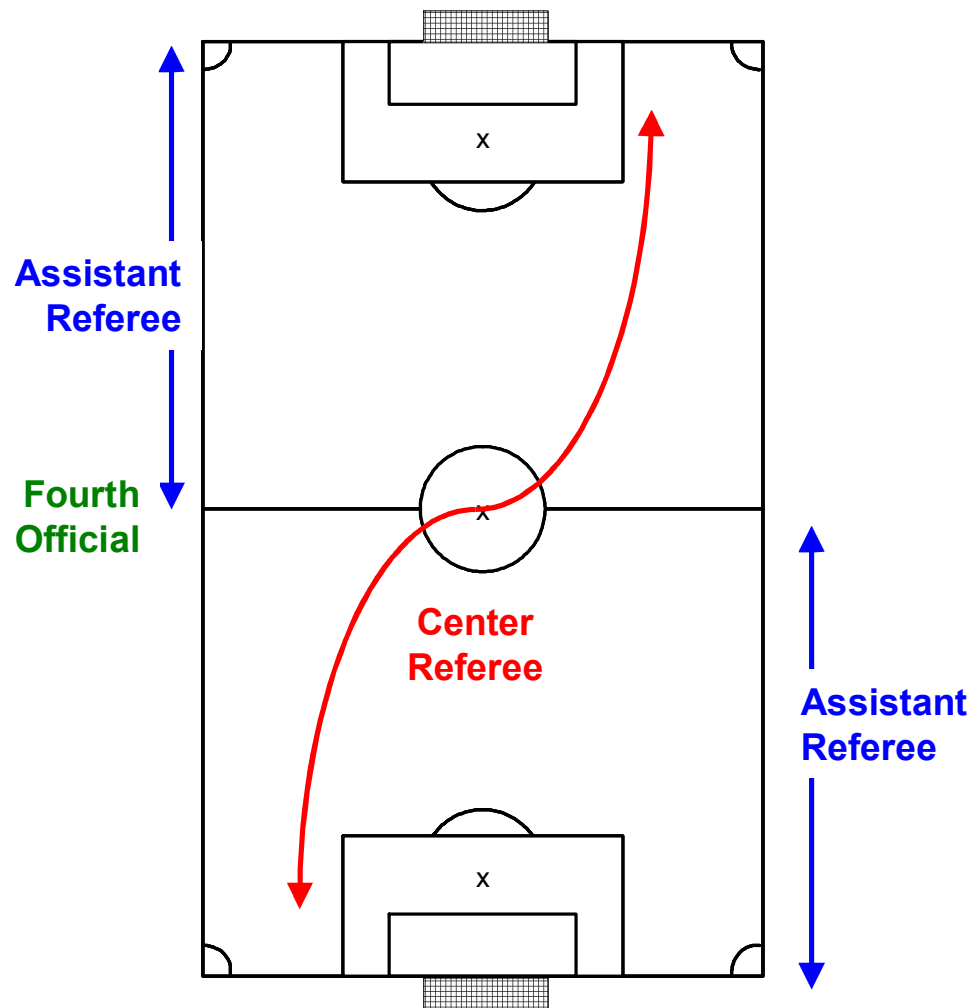 x
Assistant
Referee
Fourth
Official
x
Center
Referee
Assistant
Referee
x